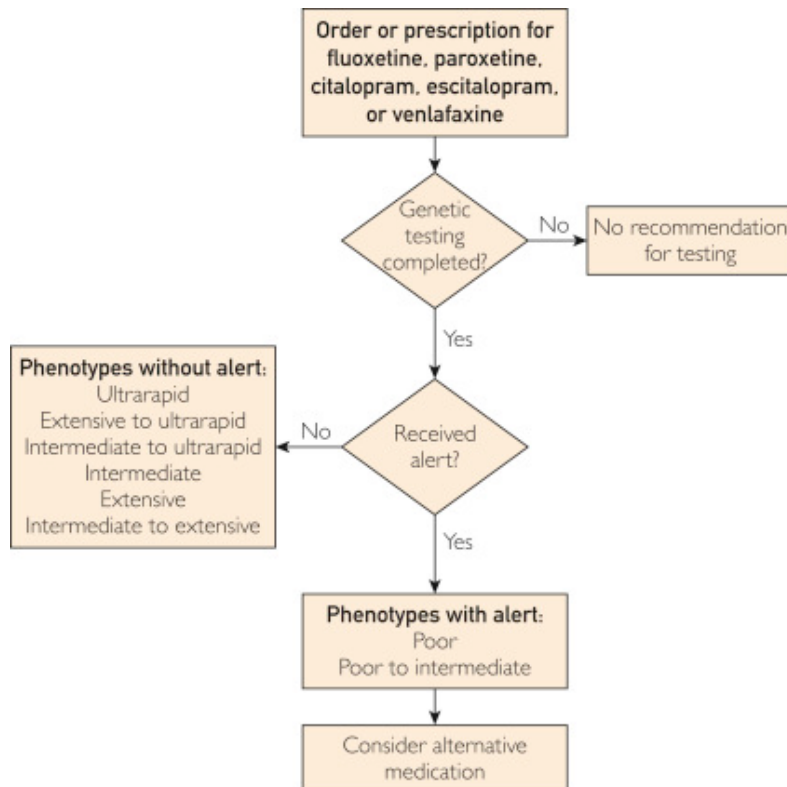 Order or prescription for
fluoxetine, paroxetine,
citalopram, escitalopram,
or venlafaxine
Genetic
testing
completed?
No
No recommendation
for testing
Yes
Phenotypes without alert:
Ultrarapid
Extensive to ultrarapid
Intermediate to ultrarapid
Intermediate
Extensive
Intermediate to extensive
No
Received
alert?
Yes
Phenotypes with alert:
Poor
Poor to intermediate
Consider alternative
medication